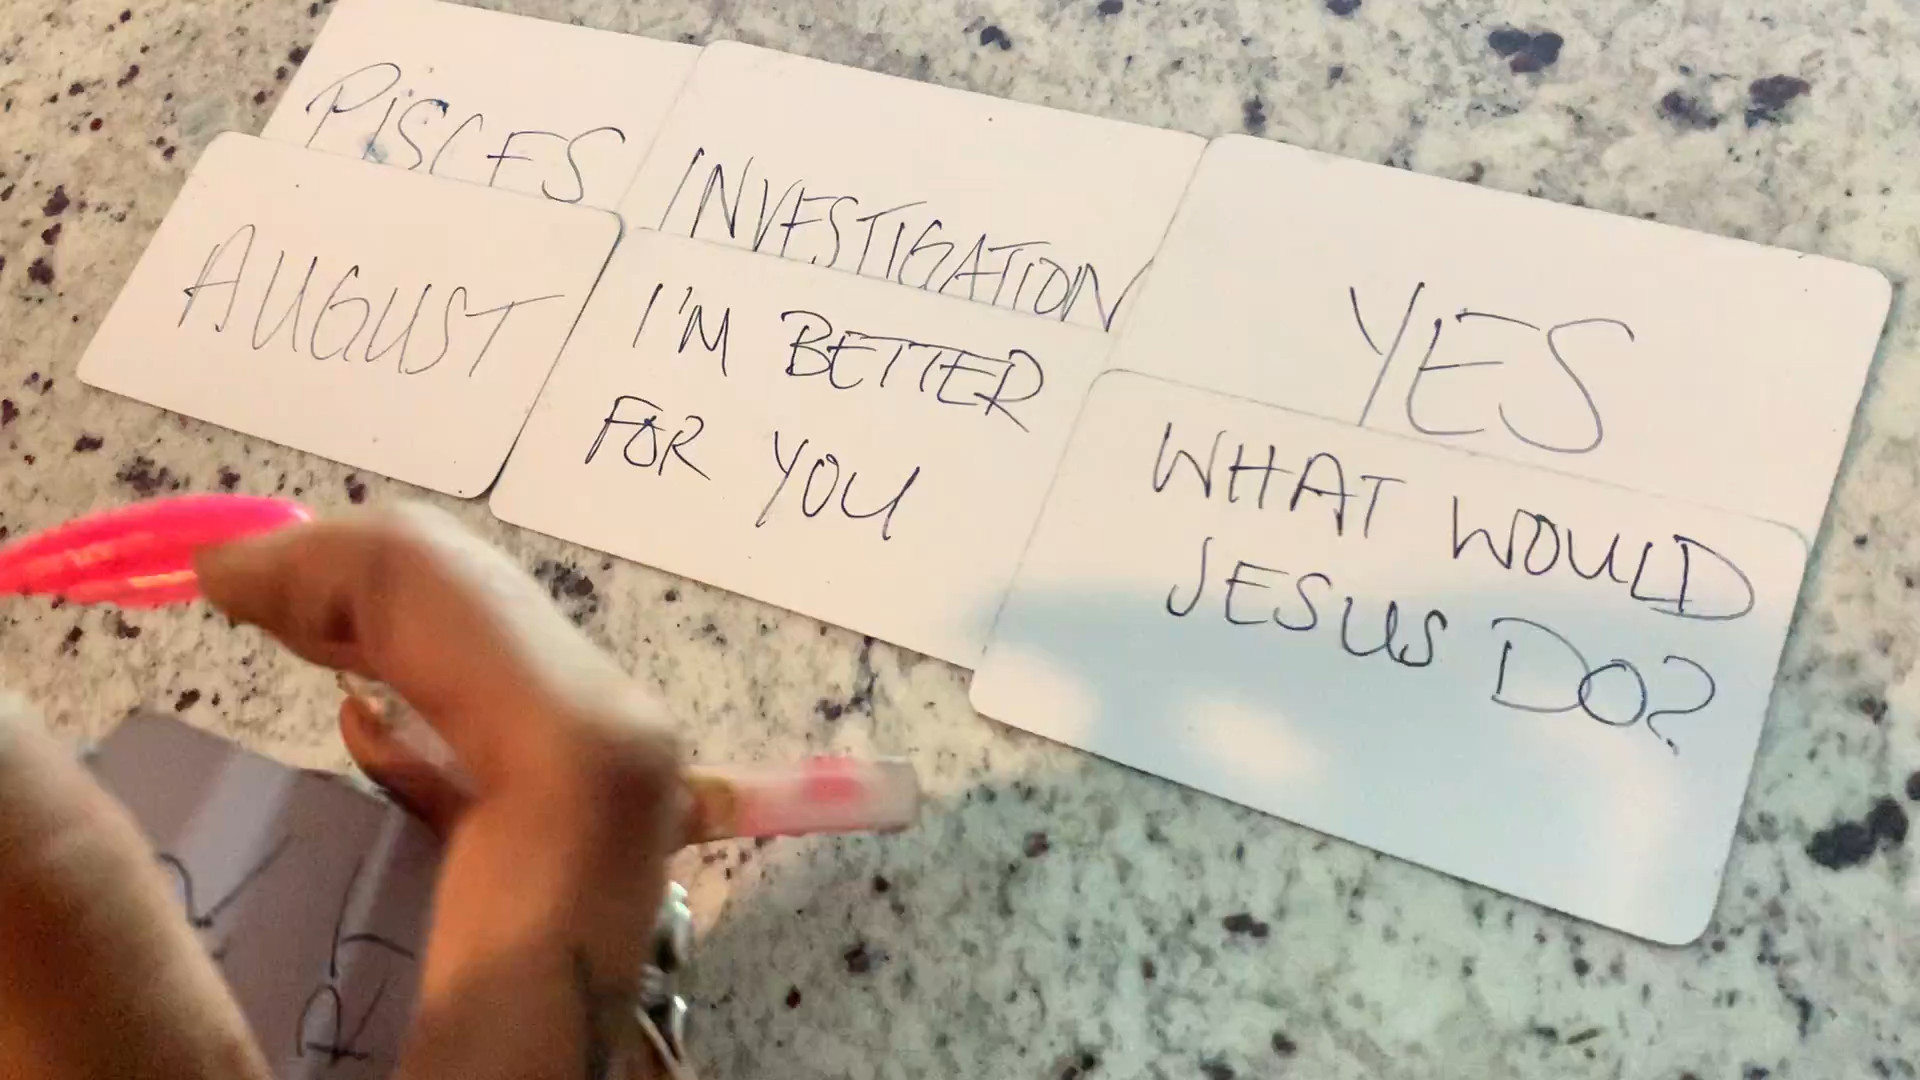 PISCES
INVESTIGATION
YES
AUGUST
I'M BETTER
FOR YOU
WHAT WOULD
JESUS DO?